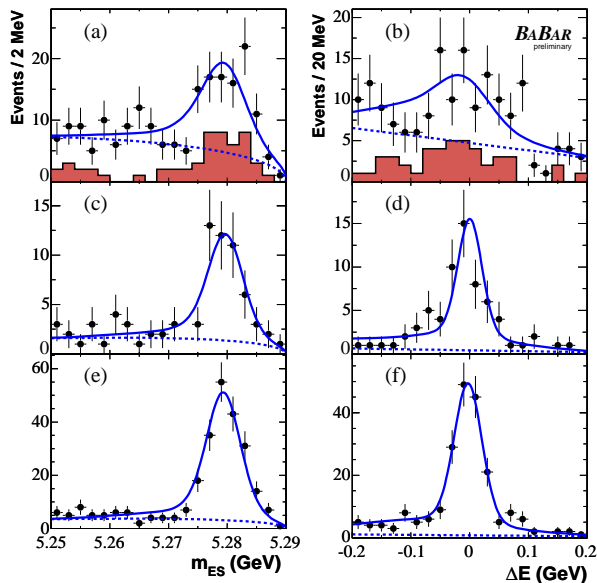 (a)
Events / 2 MeV
20
10
0
(b)
BABAR
preliminary
Events / 20 MeV
20
15
10
5
0
(c)
15
10
5
0
(d)
15
10
5
0
(e)
60
40
20
0
5.25
5.26
5.27
5.28
5.29
m_ES (GeV)
(f)
40
20
0
-0.2
-0.1
0
0.1
0.2
ΔE (GeV)